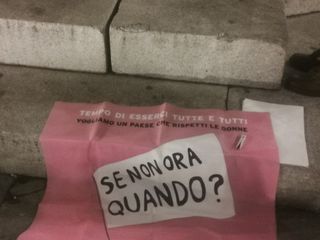 TEMPO DI ESSERCI TUTTE E TUTTI
VOGLIAMO UN PAESE CHE RISPETTI LE DONNE
SE NON ORA
QUANDO?